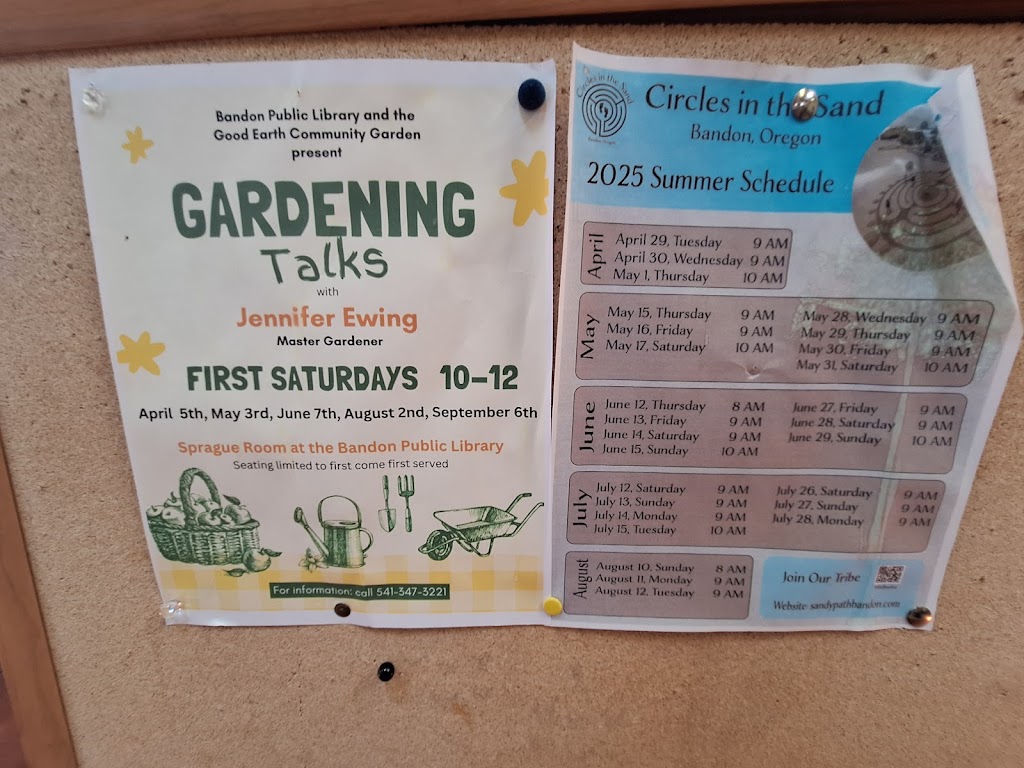 Bandon Public Library and the
Good Earth Community Garden
present
GARDENING
Talks
with
Jennifer Ewing
Master Gardener
FIRST SATURDAYS 10-12
April 5th, May 3rd, June 7th, August 2nd, September 6th
Sprague Room at the Bandon Public Library
Seating limited to first come first served
For information: call 541-347-3221
Circles in the Sand
Circles in the Sand
Bandon, Oregon
2025 Summer Schedule
April
April 29, Tuesday 9 AM
April 30, Wednesday 9 AM
May 1, Thursday 10 AM
May
May 15, Thursday 9 AM
May 16, Friday 9 AM
May 17, Saturday 10 AM
May 28, Wednesday 9 AM
May 29, Thursday 9 AM
May 30, Friday 9 AM
May 31, Saturday 10 AM
June
June 12, Thursday 8 AM
June 13, Friday 9 AM
June 14, Saturday 9 AM
June 15, Sunday 10 AM
June 27, Friday 9 AM
June 28, Saturday 9 AM
June 29, Sunday 10 AM
July
July 12, Saturday 9 AM
July 13, Sunday 9 AM
July 14, Monday 9 AM
July 15, Tuesday 10 AM
July 26, Saturday 9 AM
July 27, Sunday 9 AM
July 28, Monday 9 AM
August
August 10, Sunday 8 AM
August 11, Monday 9 AM
August 12, Tuesday 9 AM
Join Our Tribe
Website: sandypathbandon.com